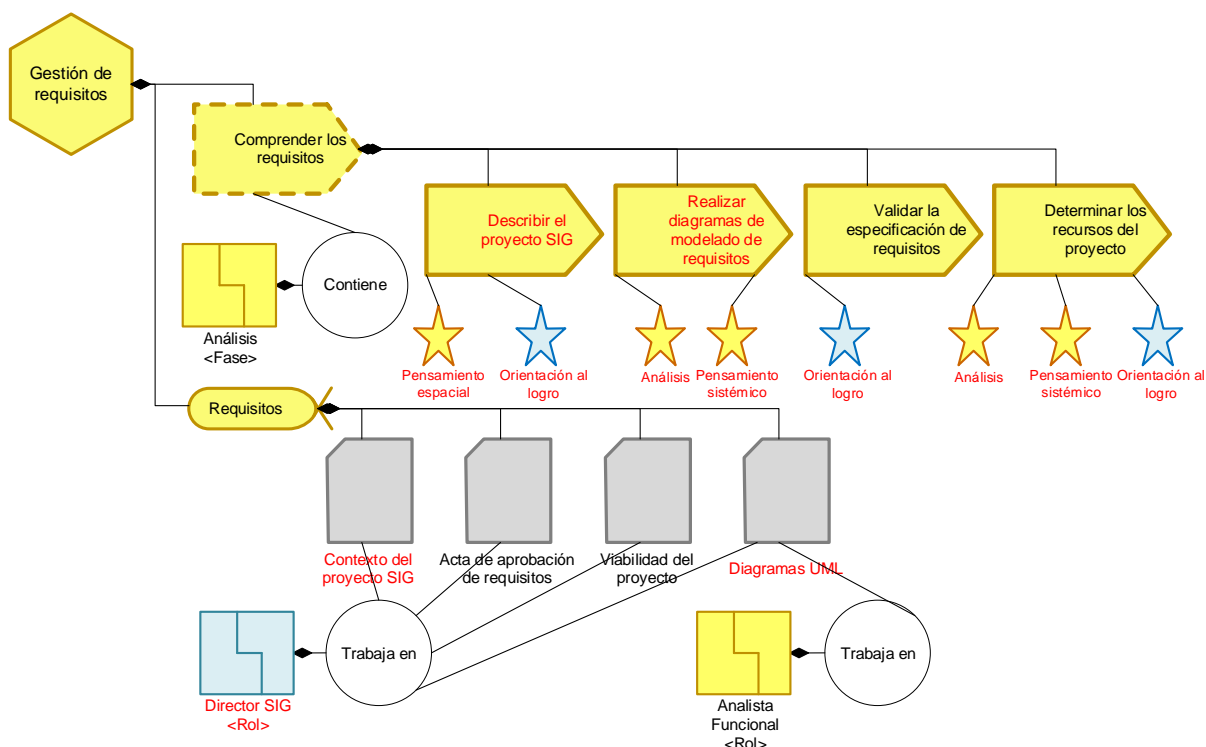 Gestión de
requisitos
Comprender los
requisitos
Describir el
proyecto SIG
Realizar
diagramas de
modelado de
requisitos
Validar la
especificación de
requisitos
Determinar los
recursos del
proyecto
Contiene
Análisis
<Fase>
Pensamiento
espacial
Orientación al
logro
Análisis
Pensamiento
sistémico
Orientación al
logro
Análisis
Pensamiento
sistémico
Orientación al
logro
Requisitos
Contexto del
proyecto SIG
Acta de aprobación
de requisitos
Viabilidad del
proyecto
Diagramas UML
Director SIG
<Rol>
Trabaja en
Analista
Funcional
<Rol>
Trabaja en